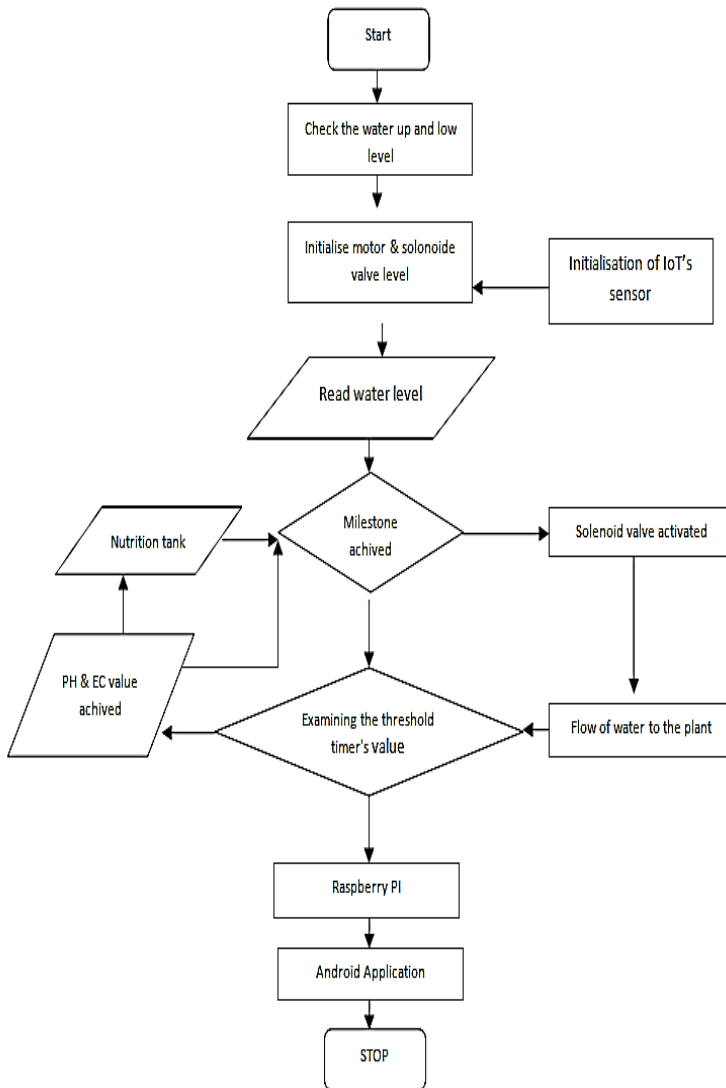 Start
Check the water up and low
level
Initialise motor & solonoide
valve level
Initialisation of IoT's
sensor
Read water level
Milestone
achived
Nutrition tank
Solenoid valve activated
PH & EC value
achived
Examining the threshold
timer's value
Flow of water to the plant
Raspberry PI
Android Application
STOP